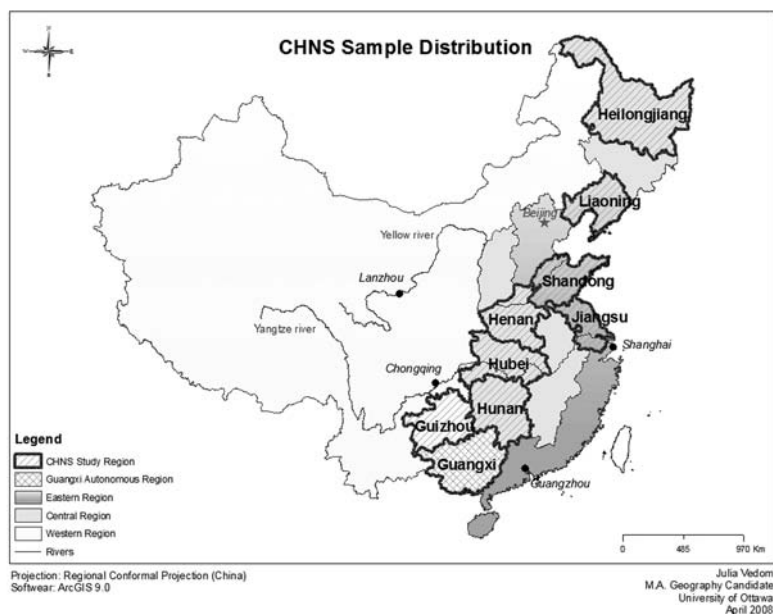 CHNS Sample Distribution
Heilongjiang
Liaoning
Beijing
Yellow river
Lanzhou
Shandong
Henan
Jiangsu
Yangtze river
Shanghai
Chongqing
Hubei
Hunan
Guizhou
Guangxi
Guangzhou
Legend
CHNS Study Region
Guangxi Autonomous Region
Eastern Region
Central Region
Western Region
Rivers
0 485 970 Km
Projection: Regional Conformal Projection (China)
Softwear: ArcGIS 9.0
Julia Vedom
M.A. Geography Candidate
University of Ottawa
April 2008